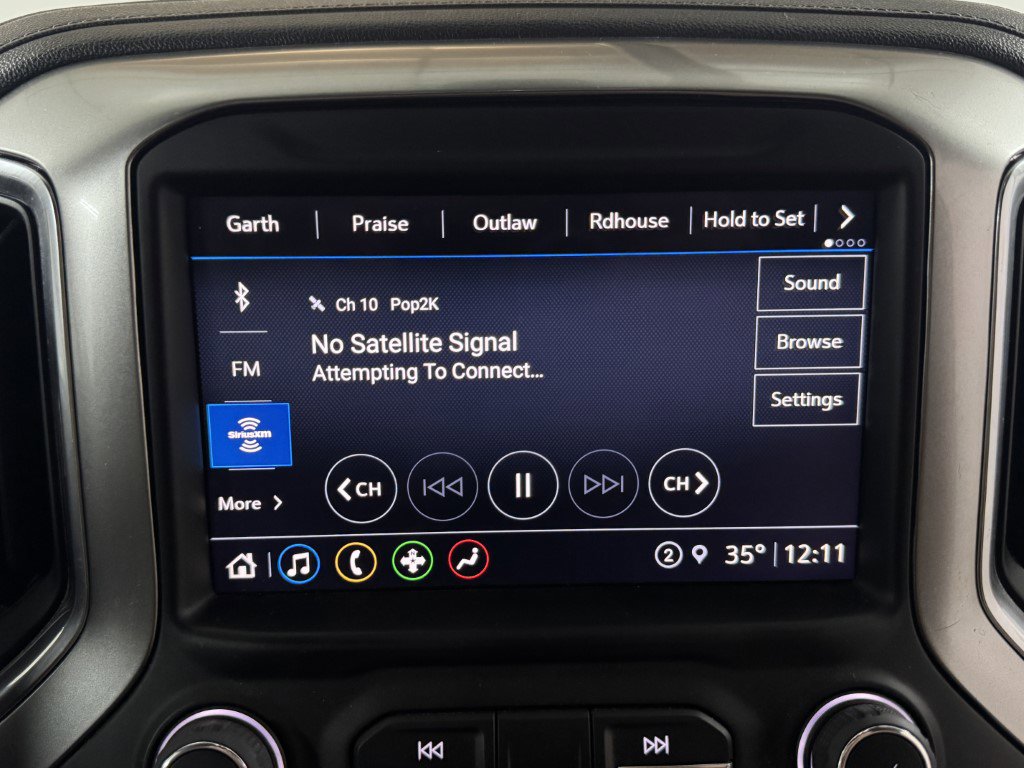 Garth Praise Outlaw Rdhouse Hold to Set
Ch 10 Pop2K
No Satellite Signal
Attempting To Connect...
Sound
Browse
Settings
FM
SiriusXM
More
CH CH
2 35° 12:11